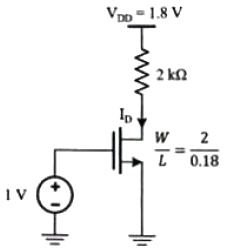 V_DD = 1.8 V
2 kΩ
I_D
W/L = 2/0.18
1 V
+
−